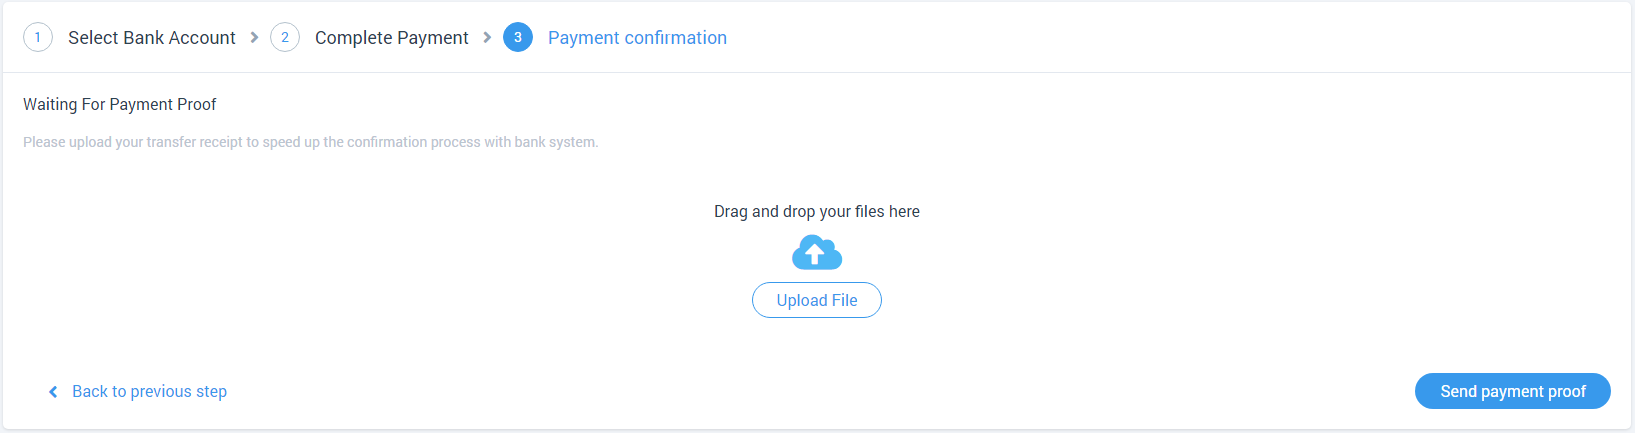 1 Select Bank Account 2 Complete Payment 3 Payment confirmation
Waiting For Payment Proof
Please upload your transfer receipt to speed up the confirmation process with bank system.
Drag and drop your files here
Upload File
Back to previous step
Send payment proof